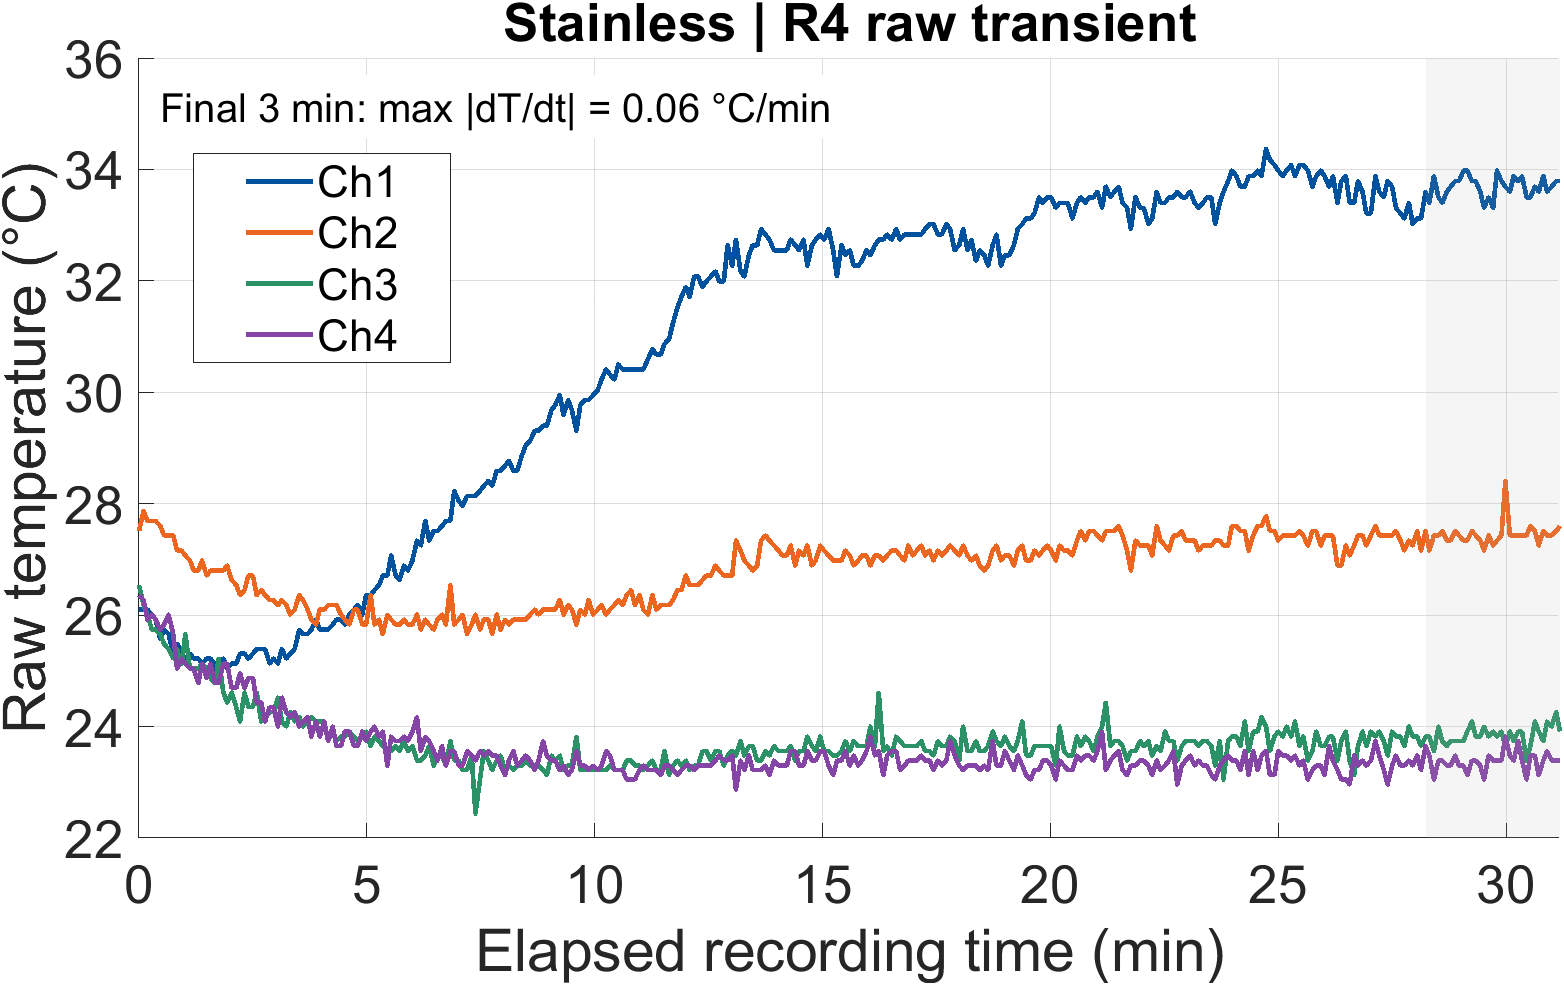 Stainless | R4 raw transient
Final 3 min: max |dT/dt| = 0.06 °C/min
Ch1
Ch2
Ch3
Ch4
Raw temperature (°C)
36
34
32
30
28
26
24
22
0 5 10 15 20 25 30
Elapsed recording time (min)